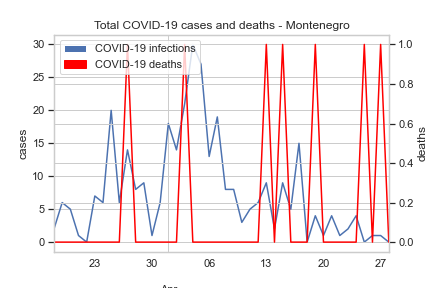 Total COVID-19 cases and deaths - Montenegro
COVID-19 infections
COVID-19 deaths
30
25
20
15
10
5
0
cases
1.0
0.8
0.6
0.4
0.2
0.0
deaths
23 30 06 13 20 27